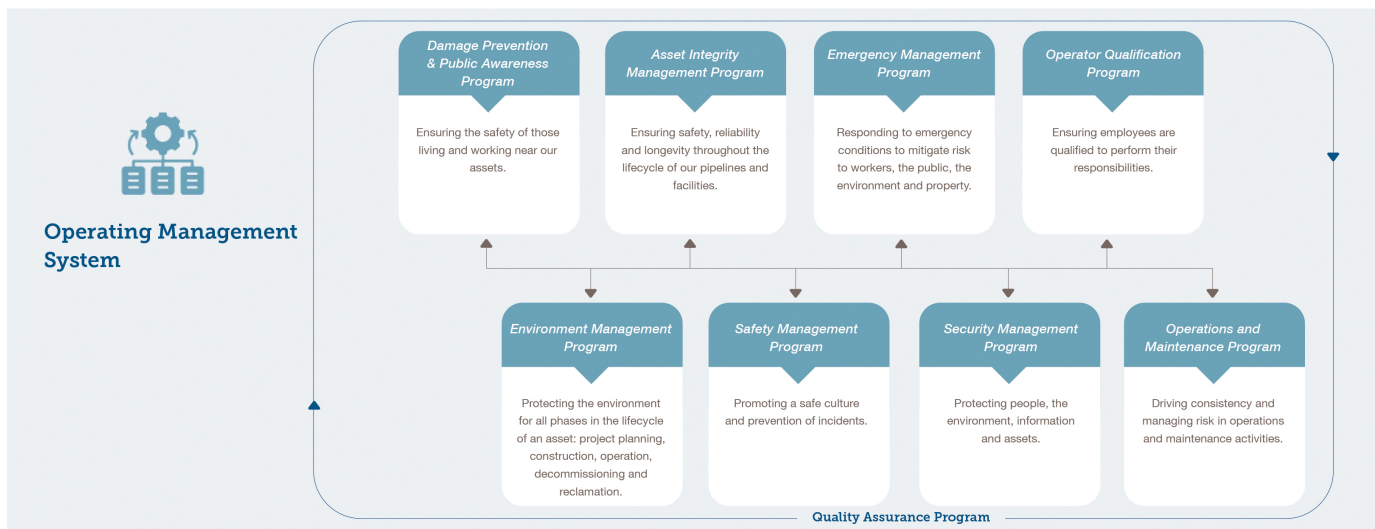 Operating Management
System
Damage Prevention
& Public Awareness
Program
Ensuring the safety of those
living and working near our
assets.
Asset Integrity
Management Program
Ensuring safety, reliability
and longevity throughout the
lifecycle of our pipelines and
facilities.
Emergency Management
Program
Responding to emergency
conditions to mitigate risk
to workers, the public, the
environment and property.
Operator Qualification
Program
Ensuring employees are
qualified to perform their
responsibilities.
Environment Management
Program
Protecting the environment
for all phases in the lifecycle
of an asset: project planning,
construction, operation,
decommissioning and
reclamation.
Safety Management
Program
Promoting a safe culture
and prevention of incidents.
Security Management
Program
Protecting people, the
environment, information
and assets.
Operations and
Maintenance Program
Driving consistency and
managing risk in operations
and maintenance activities.
Quality Assurance Program